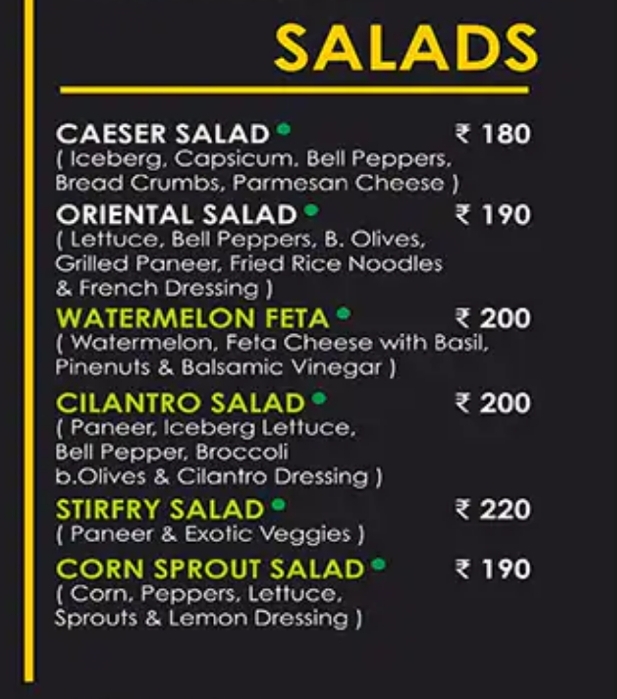 SALADS
CAESER SALAD ₹ 180
( Iceberg, Capsicum. Bell Peppers,
Bread Crumbs, Parmesan Cheese )
ORIENTAL SALAD ₹ 190
( Lettuce, Bell Peppers, B. Olives,
Grilled Paneer, Fried Rice Noodles
& French Dressing )
WATERMELON FETA ₹ 200
( Watermelon, Feta Cheese with Basil,
Pinenuts & Balsamic Vinegar )
CILANTRO SALAD ₹ 200
( Paneer, Iceberg Lettuce,
Bell Pepper, Broccoli
b.Olives & Cilantro Dressing )
STIRFRY SALAD ₹ 220
( Paneer & Exotic Veggies )
CORN SPROUT SALAD ₹ 190
( Corn, Peppers, Lettuce,
Sprouts & Lemon Dressing )